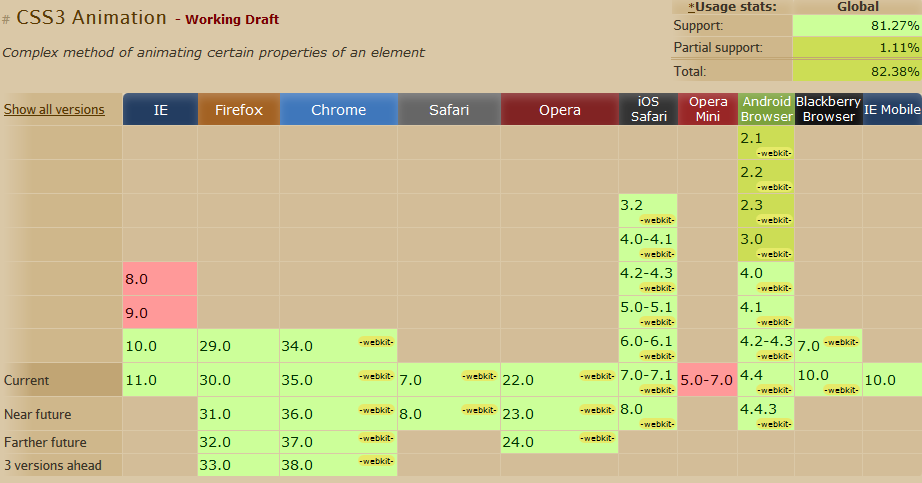 # CSS3 Animation - Working Draft
*Usage stats: Global
Support: 81.27%
Partial support: 1.11%
Total: 82.38%
Complex method of animating certain properties of an element
Show all versions IE Firefox Chrome Safari Opera iOS Safari Opera Mini Android Browser Blackberry Browser IE Mobile
2.1 -webkit-
2.2 -webkit-
3.2 -webkit- 2.3 -webkit-
4.0-4.1 -webkit- 3.0 -webkit-
8.0 4.2-4.3 -webkit- 4.0 -webkit-
9.0 5.0-5.1 -webkit- 4.1 -webkit-
10.0 29.0 34.0 -webkit- 6.0-6.1 -webkit- 4.2-4.3 -webkit- 7.0 -webkit-
Current 11.0 30.0 35.0 -webkit- 7.0 -webkit- 22.0 -webkit- 7.0-7.1 -webkit- 5.0-7.0 4.4 -webkit- 10.0 -webkit- 10.0
Near future 31.0 36.0 -webkit- 8.0 -webkit- 23.0 -webkit- 8.0 -webkit- 4.4.3 -webkit-
Farther future 32.0 37.0 -webkit- 24.0 -webkit-
3 versions ahead 33.0 38.0 -webkit-